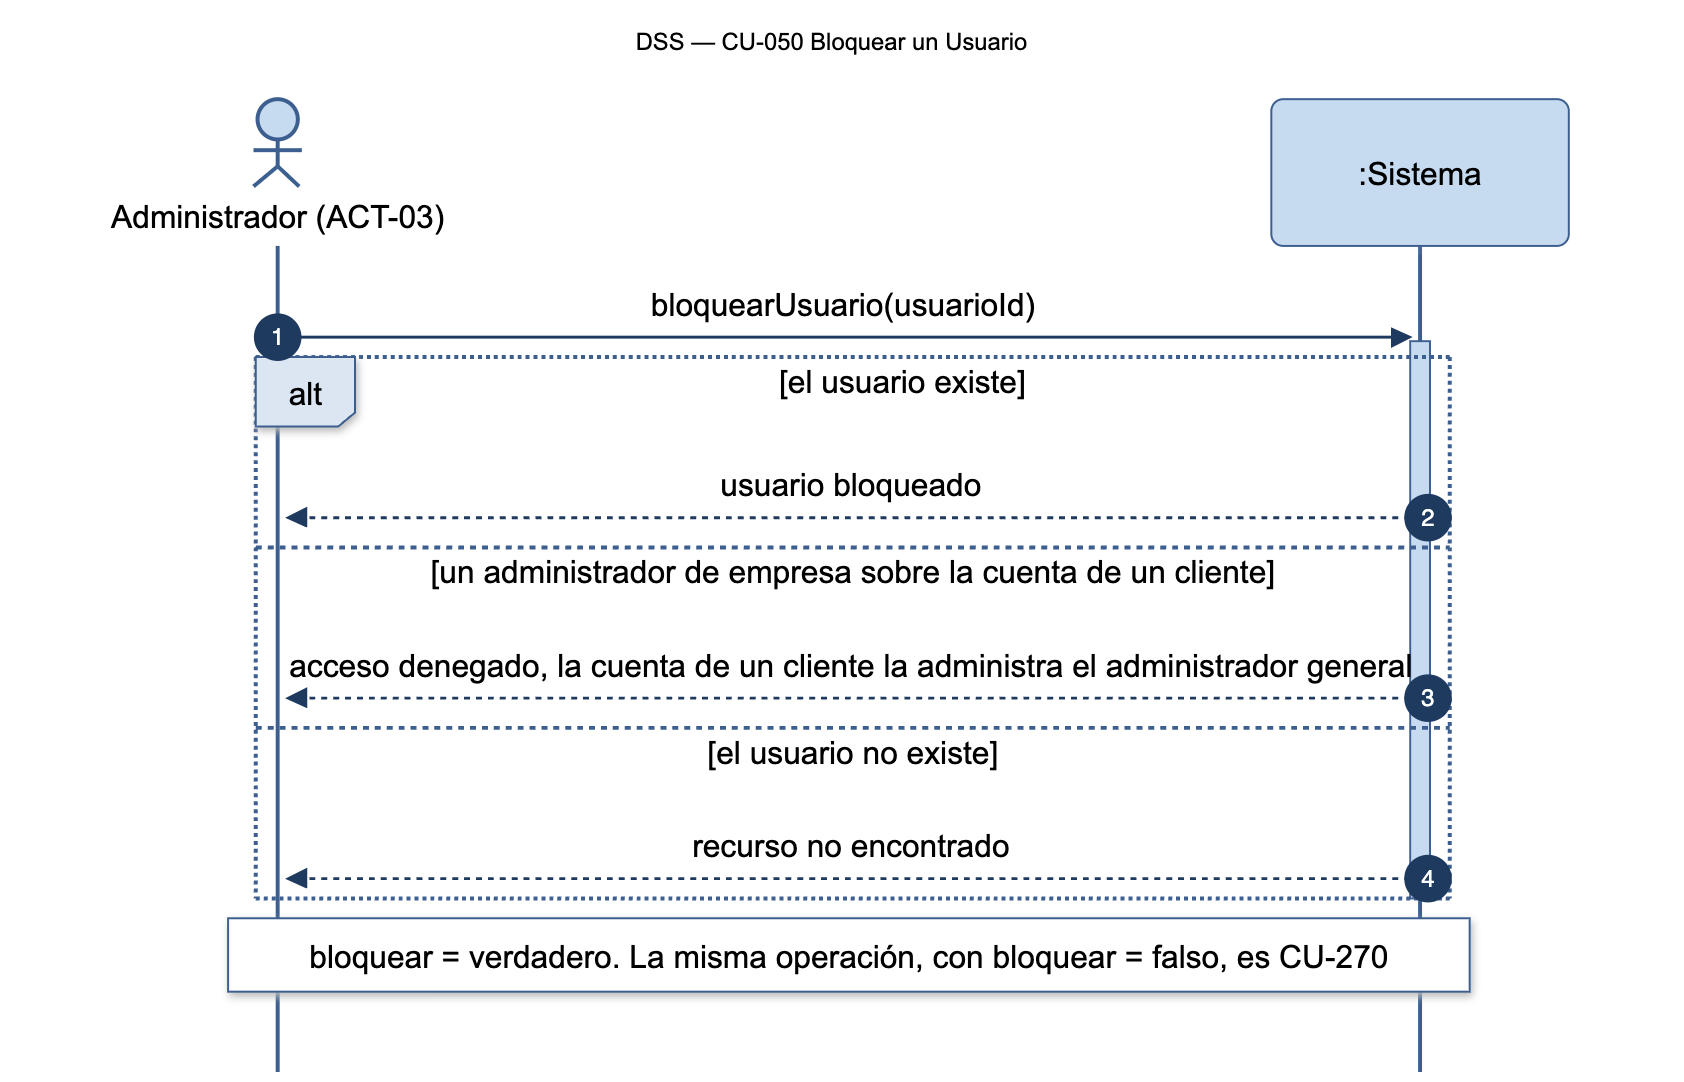 DSS — CU-050 Bloquear un Usuario
Administrador (ACT-03)
:Sistema
bloquearUsuario(usuarioId)
1
alt
[el usuario existe]
usuario bloqueado
2
[un administrador de empresa sobre la cuenta de un cliente]
acceso denegado, la cuenta de un cliente la administra el administrador general
3
[el usuario no existe]
recurso no encontrado
4
bloquear = verdadero. La misma operación, con bloquear = falso, es CU-270